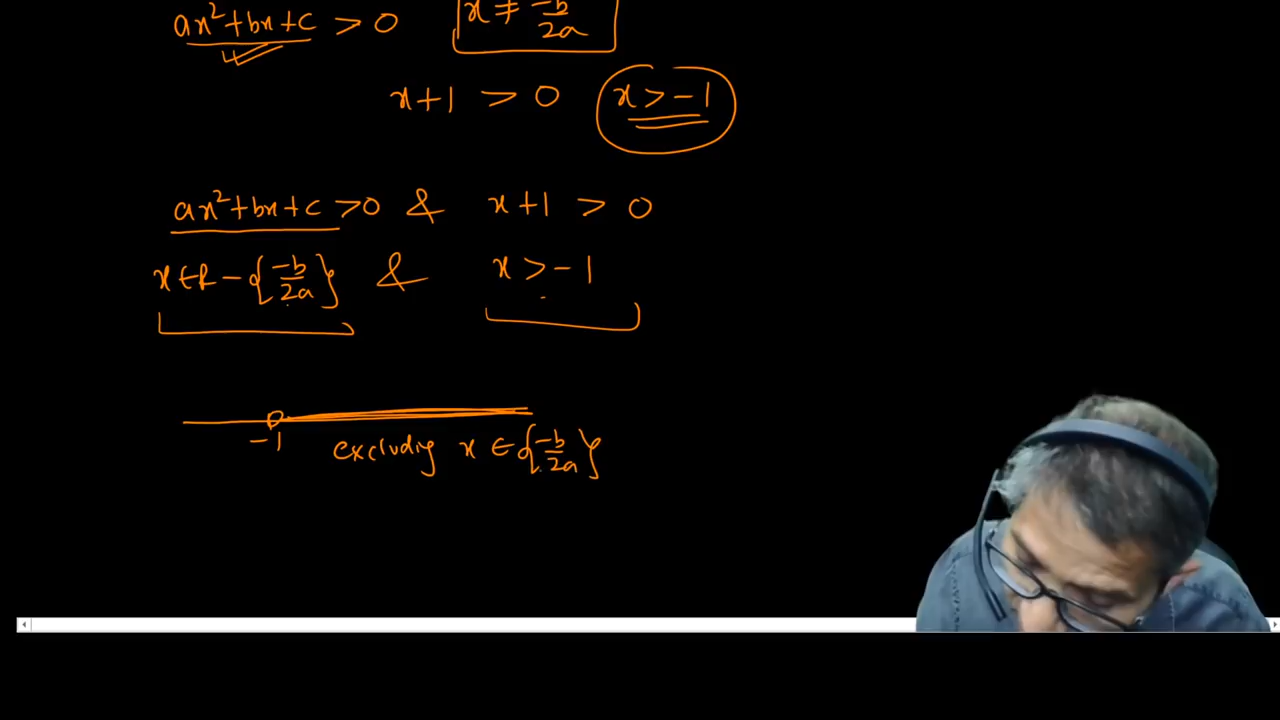 ax²+bx+c > 0 x ≠ -b/2a
x+1 > 0 x > -1
ax²+bx+c > 0 & x+1 > 0
x ∈ R - {-b/2a} & x > -1
-1 excluding x ∈ {-b/2a}